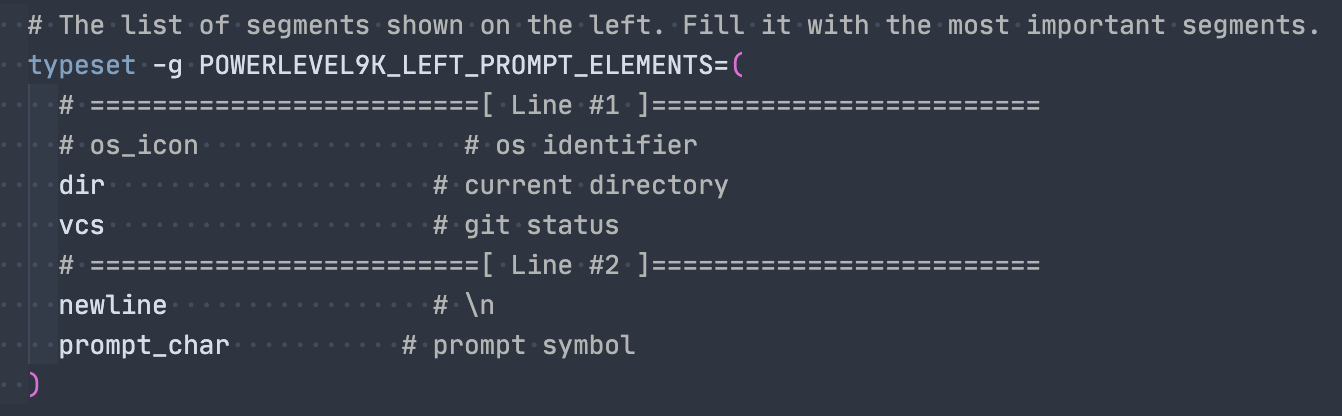 # The list of segments shown on the left. Fill it with the most important segments.
typeset -g POWERLEVEL9K_LEFT_PROMPT_ELEMENTS=(
    # =========================[ Line #1 ]=========================
    # os_icon                 # os identifier
    dir                     # current directory
    vcs                     # git status
    # =========================[ Line #2 ]=========================
    newline                 # \n
    prompt_char           # prompt symbol
)